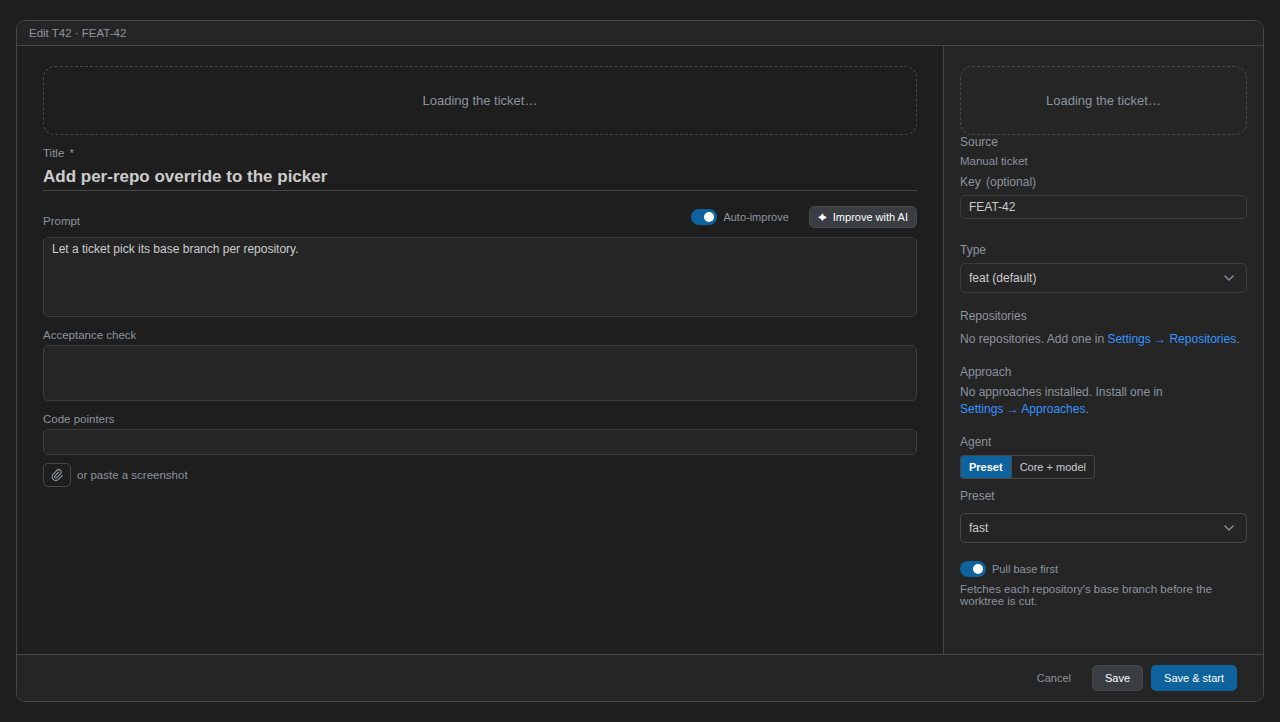 Edit T42 · FEAT-42
Loading the ticket…
Title *
Add per-repo override to the picker
Prompt
Auto-improve
Improve with AI
Let a ticket pick its base branch per repository.
Acceptance check
Code pointers
or paste a screenshot
Loading the ticket…
Source
Manual ticket
Key (optional)
FEAT-42
Type
feat (default)
Repositories
No repositories. Add one in Settings → Repositories.
Approach
No approaches installed. Install one in
Settings → Approaches.
Agent
Preset
Core + model
Preset
fast
Pull base first
Fetches each repository's base branch before the
worktree is cut.
Cancel
Save
Save & start